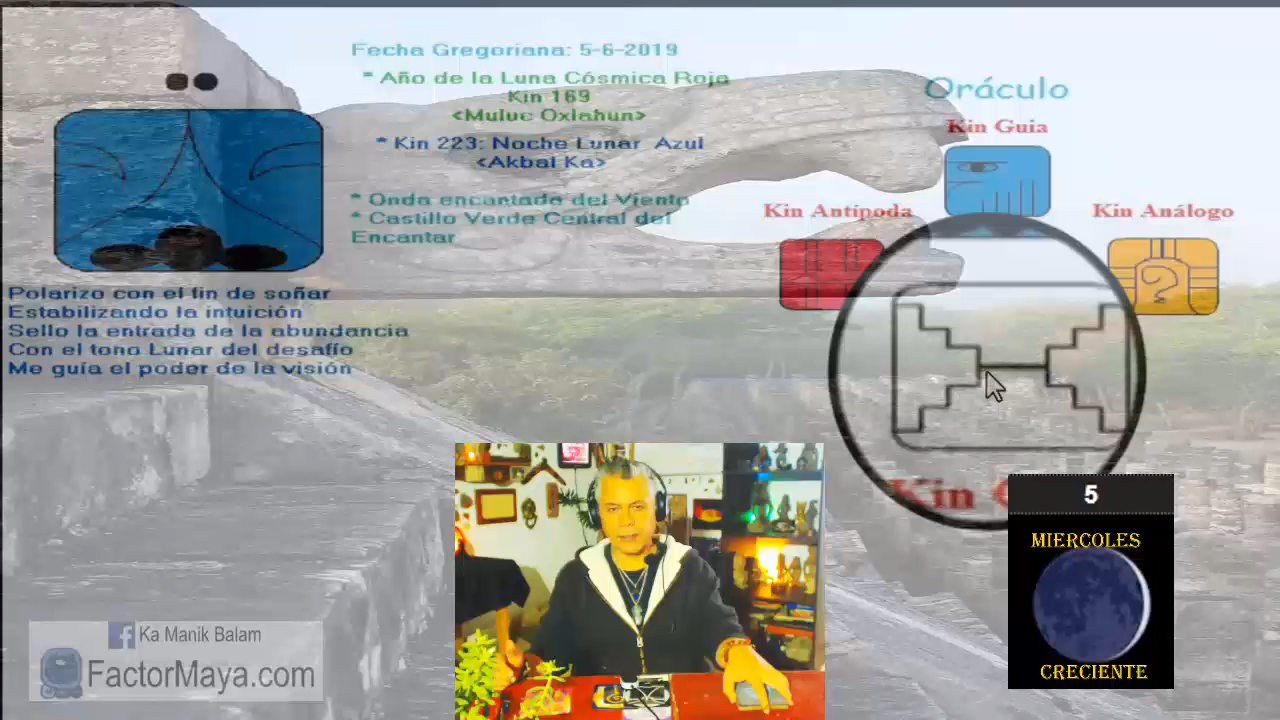 Fecha Gregoriana: 5-6-2019
* Año de la Luna Cósmica Roja
Kin 169
<Muluc Oxlahun>
* Kin 223: Noche Lunar Azul
<Akbal Ka>
* Onda encantada del Viento
* Castillo Verde Central del
Encantar
Polarizo con el fin de soñar
Estabilizando la intuición
Sello la entrada de la abundancia
Con el tono Lunar del desafío
Me guía el poder de la visión
Oráculo
Kin Guia
Kin Antípoda
Kin Análogo
Kin
5
MIERCOLES
CRECIENTE
Ka Manik Balam
FactorMaya.com